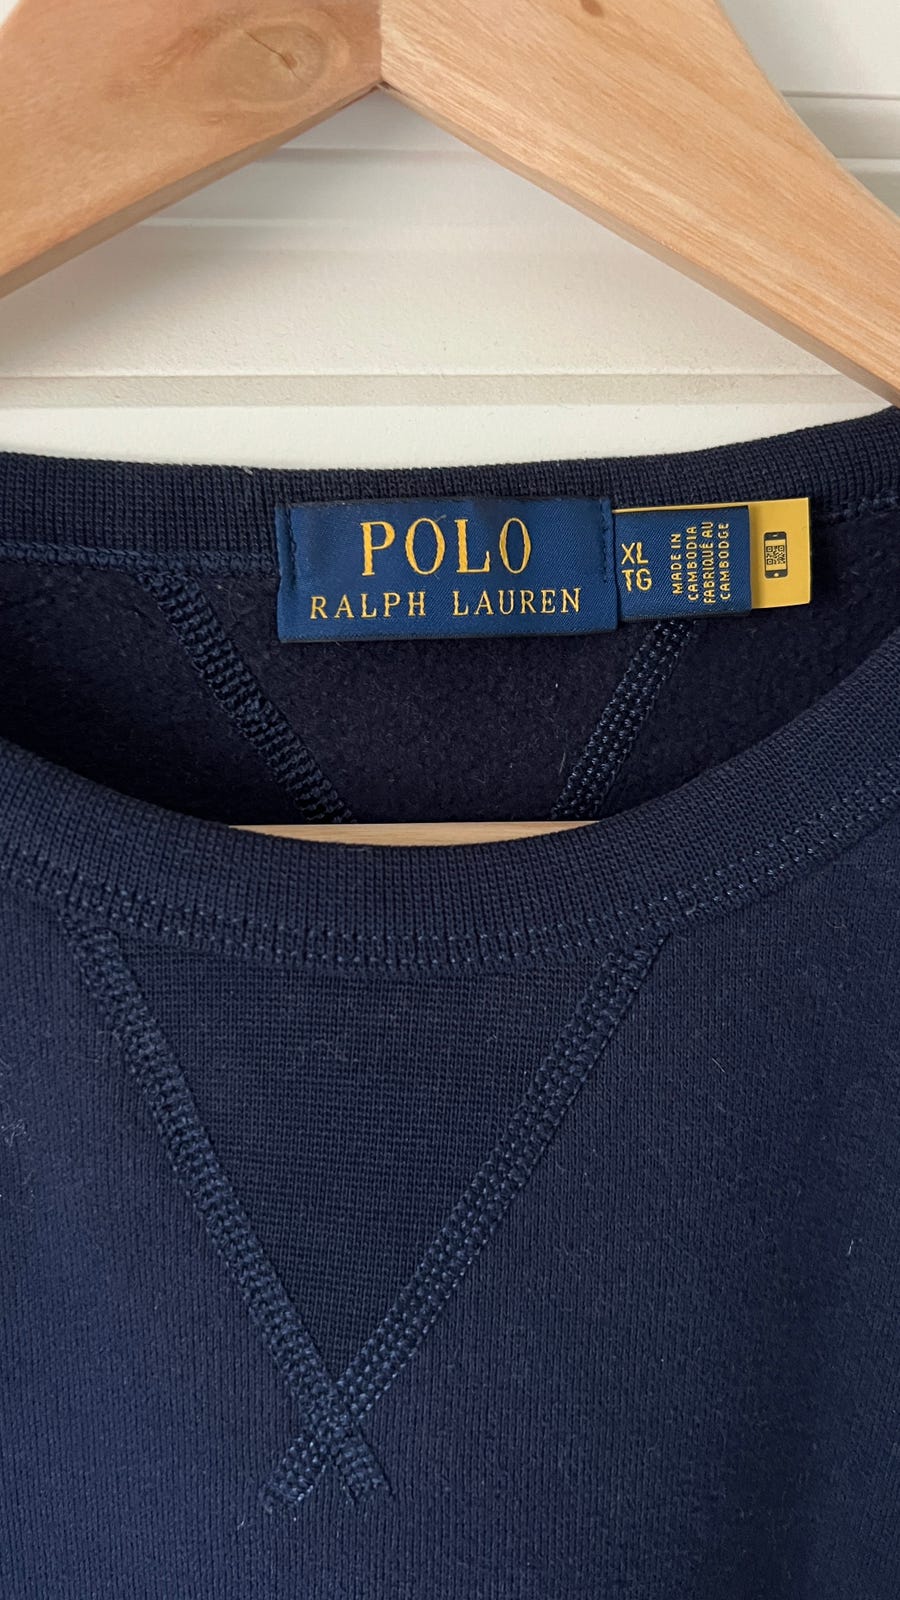 POLO
RALPH LAUREN
XL
TG
MADE IN
CAMBODIA
FABRIQUÉ AU
CAMBODGE